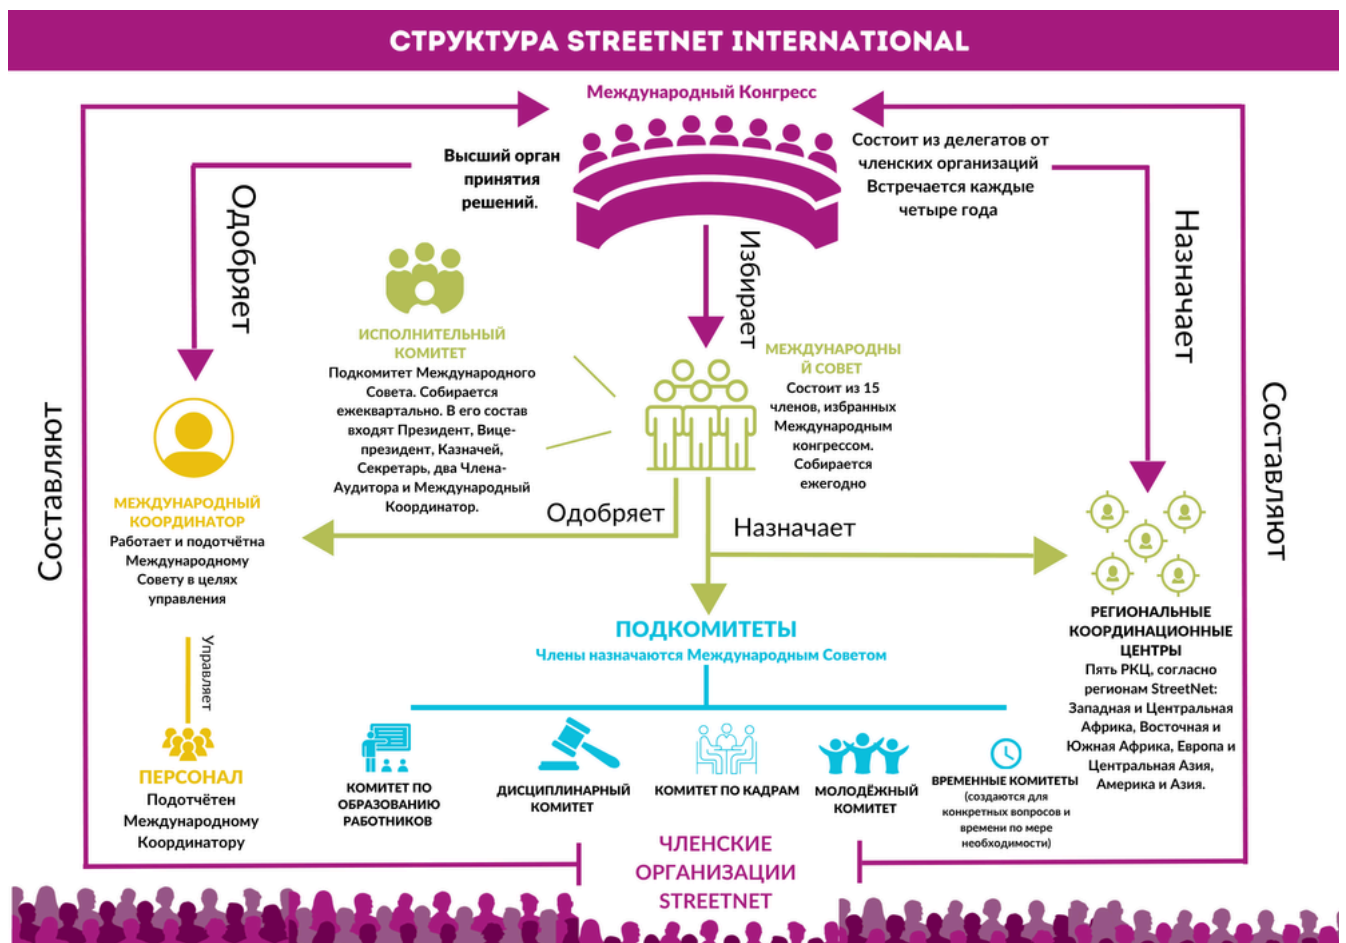 СТРУКТУРА STREETNET INTERNATIONAL
Международный Конгресс
Высший орган
принятия
решений.
Состоит из делегатов от
членских организаций
Встречается каждые
четыре года
Одобряет
Избирает
Назначает
Составляют
Составляют
ИСПОЛНИТЕЛЬНЫЙ
КОМИТЕТ
Подкомитет Международного
Совета. Собирается
ежеквартально. В его состав
входят Президент, Вице-
президент, Казначей,
Секретарь, два Члена-
Аудитора и Международный
Координатор.
МЕЖДУНАРОДНЫ
Й СОВЕТ
Состоит из 15
членов, избранных
Международным
конгрессом.
Собирается
ежегодно
МЕЖДУНАРОДНЫЙ
КООРДИНАТОР
Работает и подотчётна
Международному
Совету в целях
управления
Одобряет
Назначает
Управляет
ПЕРСОНАЛ
Подотчётен
Международному
Координатору
РЕГИОНАЛЬНЫЕ
КООРДИНАЦИОННЫЕ
ЦЕНТРЫ
Пять РКЦ, согласно
регионам StreetNet:
Западная и Центральная
Африка, Восточная и
Южная Африка, Европа и
Центральная Азия,
Америка и Азия.
ПОДКОМИТЕТЫ
Члены назначаются Международным Советом
КОМИТЕТ ПО
ОБРАЗОВАНИЮ
РАБОТНИКОВ
ДИСЦИПЛИНАРНЫЙ
КОМИТЕТ
КОМИТЕТ ПО КАДРАМ
МОЛОДЁЖНЫЙ
КОМИТЕТ
ВРЕМЕННЫЕ КОМИТЕТЫ
(создаются для
конкретных вопросов и
времени по мере
необходимости)
ЧЛЕНСКИЕ
ОРГАНИЗАЦИИ
STREETNET